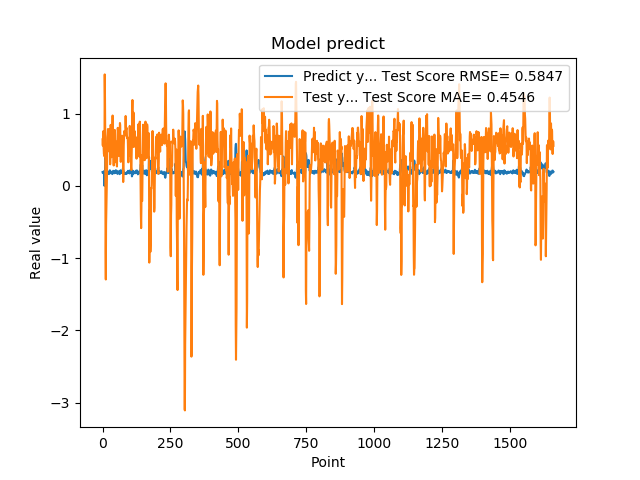 Model predict
Predict y... Test Score RMSE= 0.5847
Test y... Test Score MAE= 0.4546
1
0
−1
−2
−3
Real value
0 250 500 750 1000 1250 1500
Point